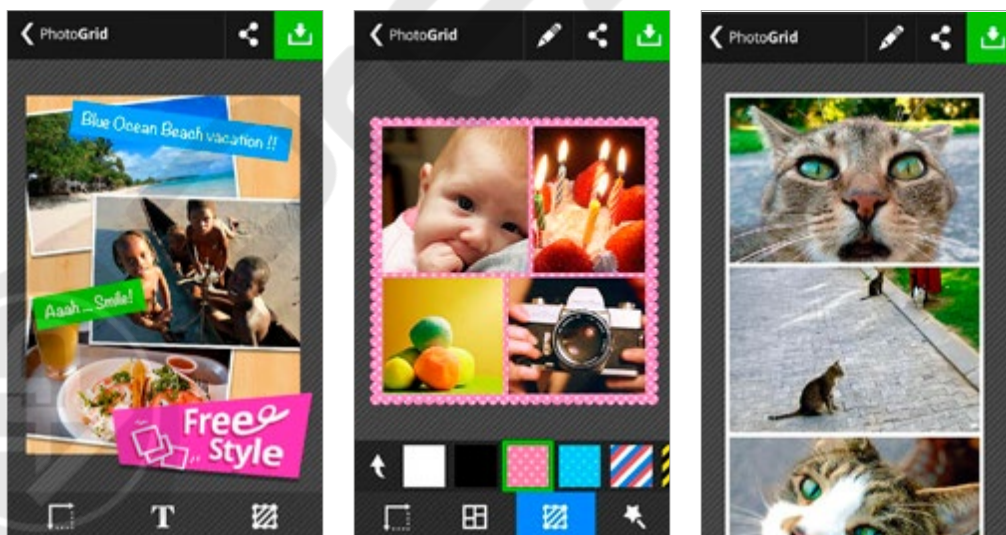 PhotoGrid
Blue Ocean Beach vacation !!
Aaah ... Smile!
Free
Style
T
PhotoGrid
PhotoGrid